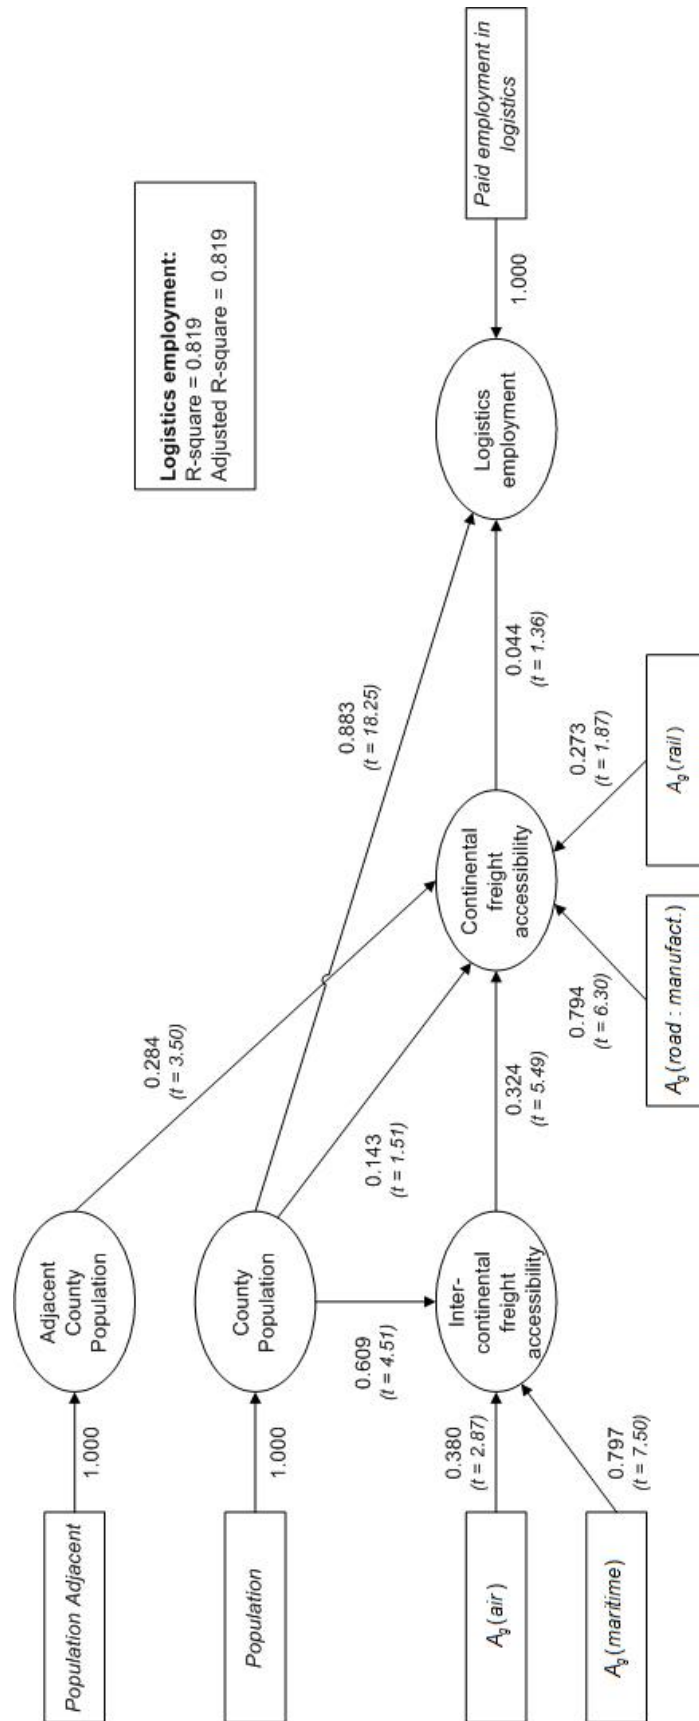 Population Adjacent
1.000
Adjacent
County
Population
0.284
(t = 3.50)
Logistics employment:
R-square = 0.819
Adjusted R-square = 0.819
Population
1.000
County
Population
0.883
(t = 18.25)
0.143
(t = 1.51)
0.609
(t = 4.51)
A_g(air)
0.380
(t = 2.87)
Inter-
continental
freight
accessibility
0.324
(t = 5.49)
Continental
freight
accessibility
0.044
(t = 1.36)
Logistics
employment
1.000
Paid employment in
logistics
A_g(maritime)
0.797
(t = 7.50)
0.794
(t = 6.30)
0.273
(t = 1.87)
A_g(road : manufact.)
A_g(rail)